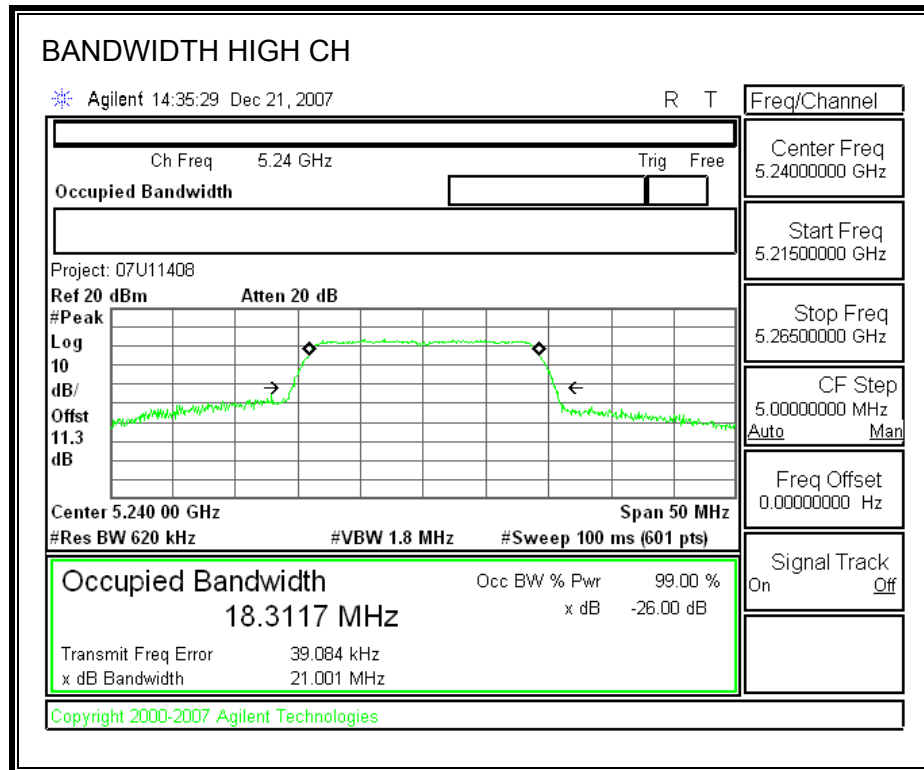 BANDWIDTH HIGH CH
Agilent 14:35:29 Dec 21, 2007 R T
Freq/Channel
Ch Freq 5.24 GHz Trig Free
Occupied Bandwidth
Center Freq
5.24000000 GHz
Start Freq
5.21500000 GHz
Stop Freq
5.26500000 GHz
CF Step
5.00000000 MHz
Auto Man
Freq Offset
0.00000000 Hz
Signal Track
On Off
Project: 07U11408
Ref 20 dBm Atten 20 dB
#Peak
Log
10
dB/
Offst
11.3
dB
Center 5.240 00 GHz Span 50 MHz
#Res BW 620 kHz #VBW 1.8 MHz #Sweep 100 ms (601 pts)
Occupied Bandwidth Occ BW % Pwr 99.00 %
18.3117 MHz x dB -26.00 dB
Transmit Freq Error 39.084 kHz
x dB Bandwidth 21.001 MHz
Copyright 2000-2007 Agilent Technologies